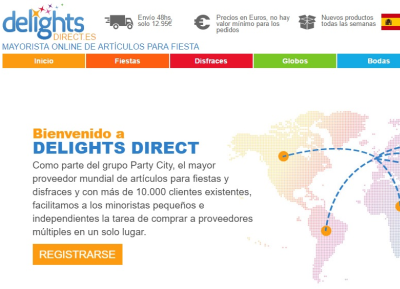 delights
DIRECT.ES
MAYORISTA ONLINE DE ARTÍCULOS PARA FIESTA
Envío 48hs,
solo 12.95€
Precios en Euros, no hay
valor mínimo para los
pedidos
Nuevos productos
todas las semanas
Inicio
Fiestas
Disfraces
Globos
Bodas
Bienvenido a
DELIGHTS DIRECT
Como parte del grupo Party City, el mayor
proveedor mundial de artículos para fiestas y
disfraces y con más de 10.000 clientes existentes,
facilitamos a los minoristas pequeños e
independientes la tarea de comprar a proveedores
múltiples en un solo lugar.
REGISTRARSE